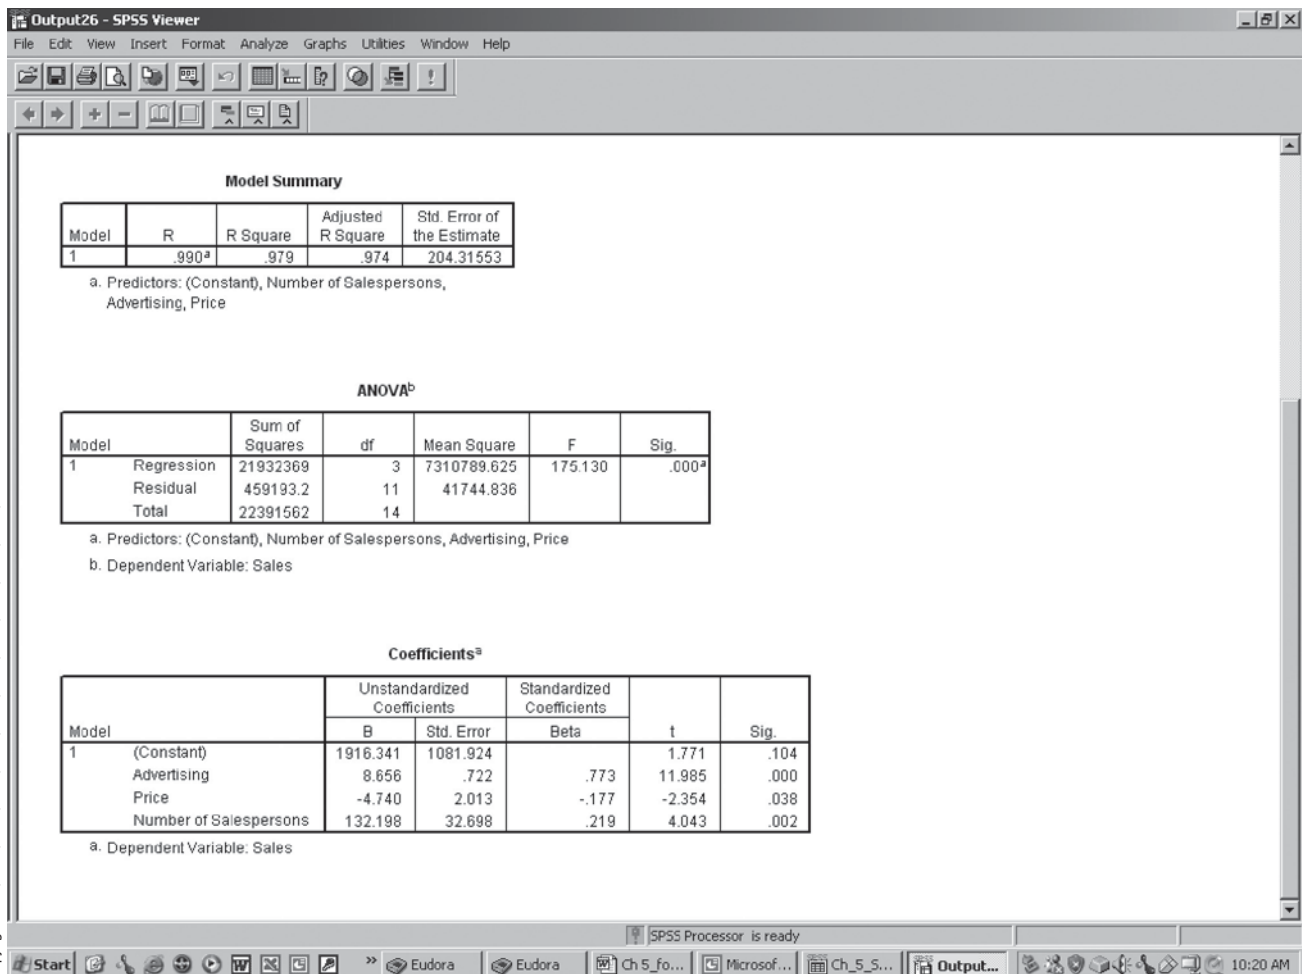 Output26 - SPSS Viewer
File Edit View Insert Format Analyze Graphs Utilities Window Help
Model Summary
Model R R Square Adjusted R Square Std. Error of the Estimate
1 .990a .979 .974 204.31553
a. Predictors: (Constant), Number of Salespersons,
Advertising, Price
ANOVAb
Model Sum of Squares df Mean Square F Sig.
1 Regression 21932369 3 7310789.625 175.130 .000a
Residual 459193.2 11 41744.836
Total 22391562 14
a. Predictors: (Constant), Number of Salespersons, Advertising, Price
b. Dependent Variable: Sales
Coefficientsa
Unstandardized Coefficients Standardized Coefficients
Model B Std. Error Beta t Sig.
1 (Constant) 1916.341 1081.924 1.771 .104
Advertising 8.656 .722 .773 11.985 .000
Price -4.740 2.013 -.177 -2.354 .038
Number of Salespersons 132.198 32.698 .219 4.043 .002
a. Dependent Variable: Sales
SPSS Processor is ready
Start » Eudora Eudora Ch 5_fo... Microsof... Ch_5_S... Output... 10:20 AM